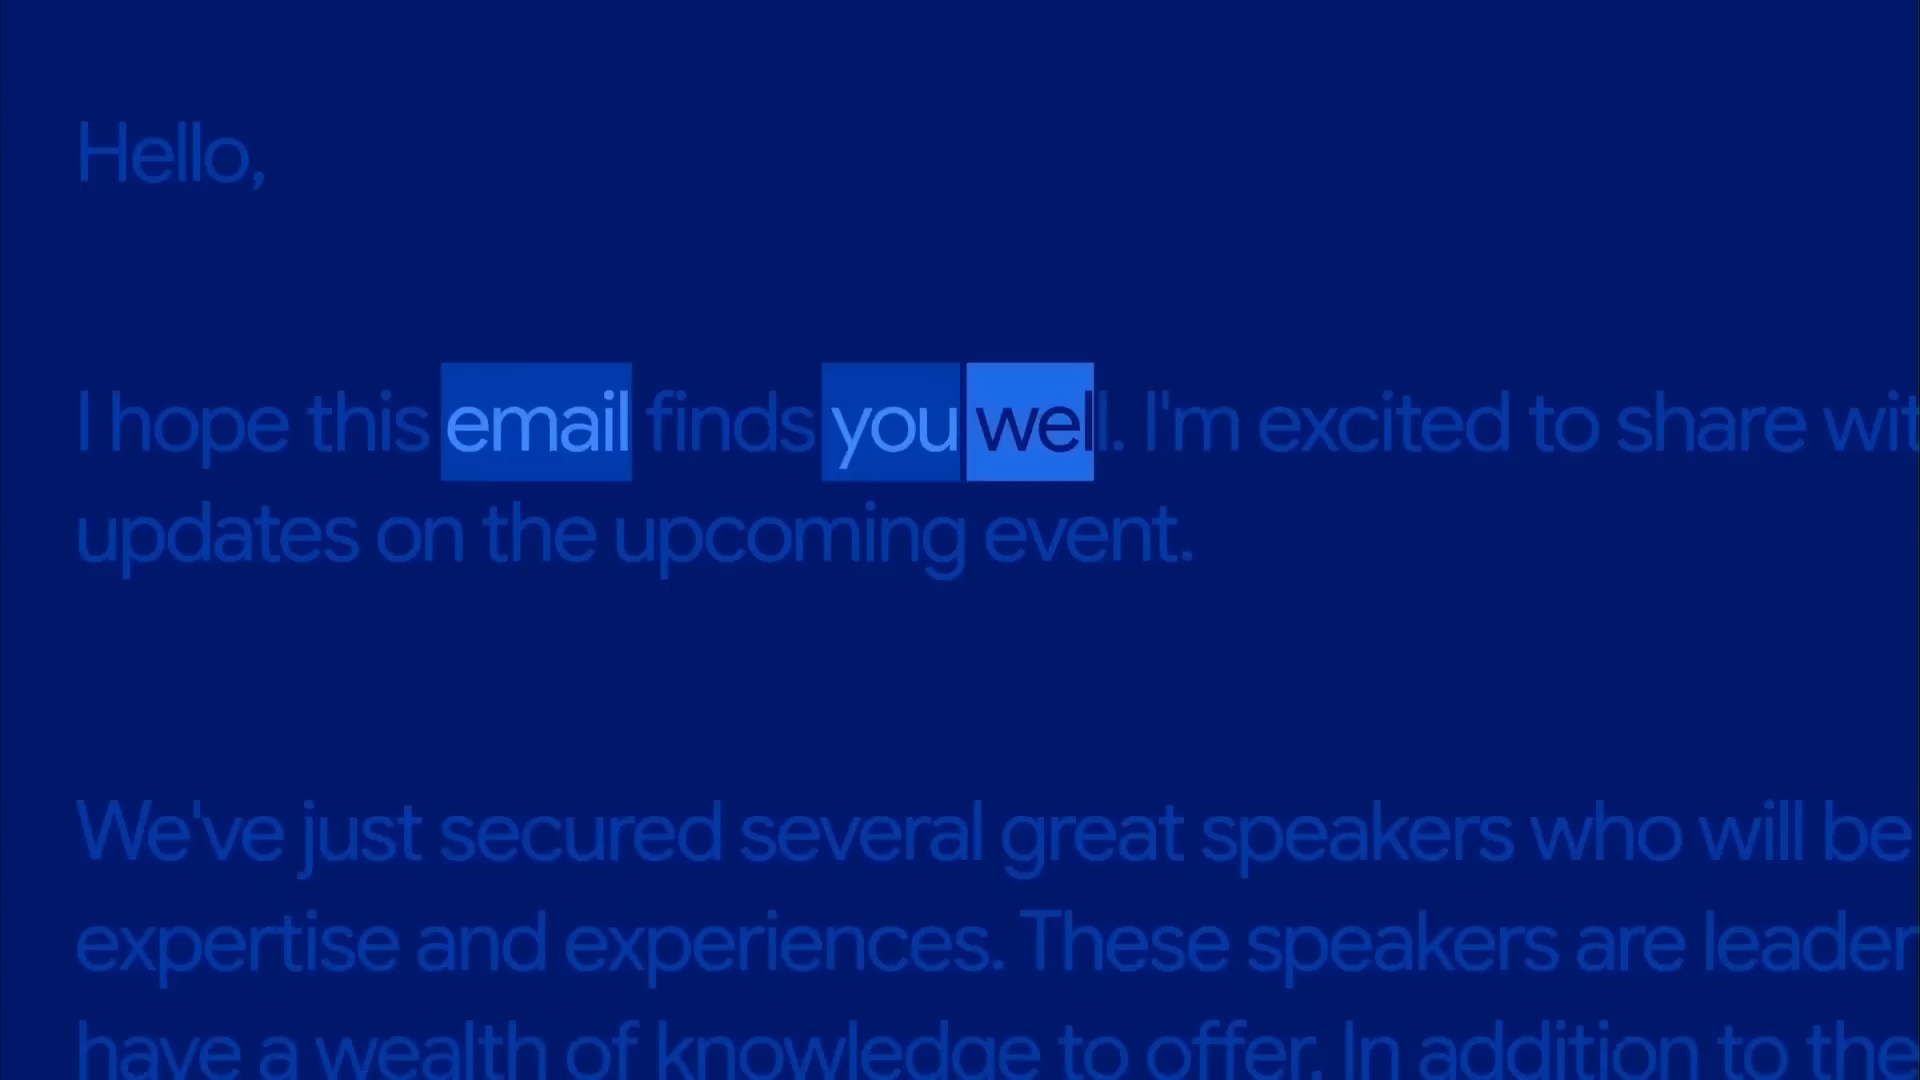 Hello,
I hope this email finds you well. I'm excited to share wit
updates on the upcoming event.
We've just secured several great speakers who will be
expertise and experiences. These speakers are leader
have a wealth of knowledge to offer. In addition to the